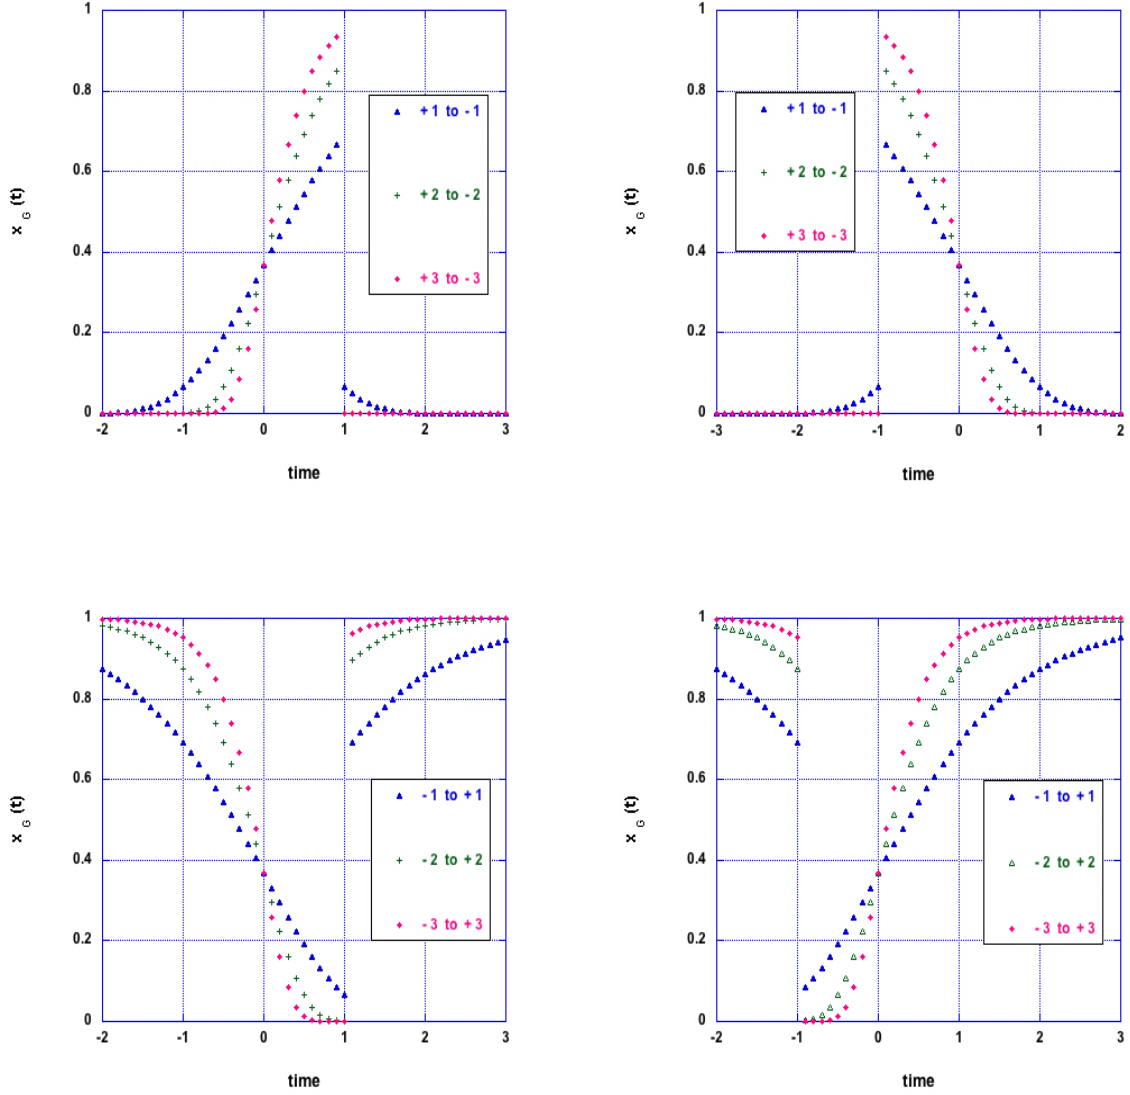 1
0.8
0.6
0.4
0.2
0
x G (t)
-2 -1 0 1 2 3
time
+ 1 to - 1
+ 2 to - 2
+ 3 to - 3
1
0.8
0.6
0.4
0.2
0
x G (t)
-3 -2 -1 0 1 2
time
+ 1 to - 1
+ 2 to - 2
+ 3 to - 3
1
0.8
0.6
0.4
0.2
0
x G (t)
-2 -1 0 1 2 3
time
- 1 to + 1
- 2 to + 2
- 3 to + 3
1
0.8
0.6
0.4
0.2
0
x G (t)
-2 -1 0 1 2 3
time
- 1 to + 1
- 2 to + 2
- 3 to + 3